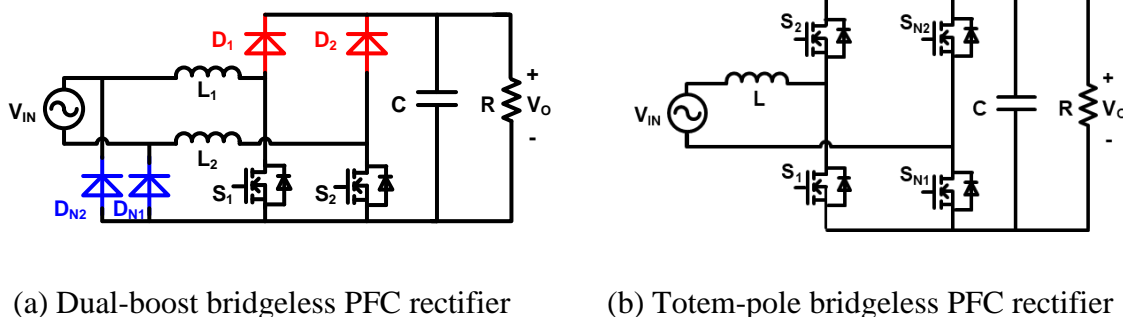 D1
D2
L1
VIN
L2
DN2
DN1
S1
S2
C
R
+
VO
-
(a) Dual-boost bridgeless PFC rectifier
S2
SN2
L
VIN
S1
SN1
C
R
+
VO
-
(b) Totem-pole bridgeless PFC rectifier